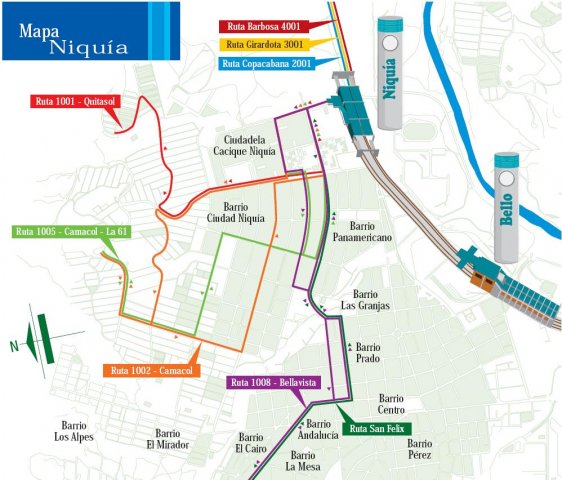 Mapa
Niquía
Ruta Barbosa 4001
Ruta Girardota 3001
Ruta Copacabana 2001
Niquía
Ruta 1001 - Quitasol
Ciudadela
Cacique Niquía
Bello
Barrio
Ciudad Niquía
Ruta 1005 - Camacol - La 61
Barrio
Panamericano
Barrio
Las Granjas
N
Barrio
Prado
Ruta 1002 - Camacol
Ruta 1008 - Bellavista
Barrio
Centro
Barrio
Los Alpes
Barrio
El Mirador
Barrio
El Cairo
Barrio
Andalucía
Ruta San Felix
Barrio
La Mesa
Barrio
Pérez